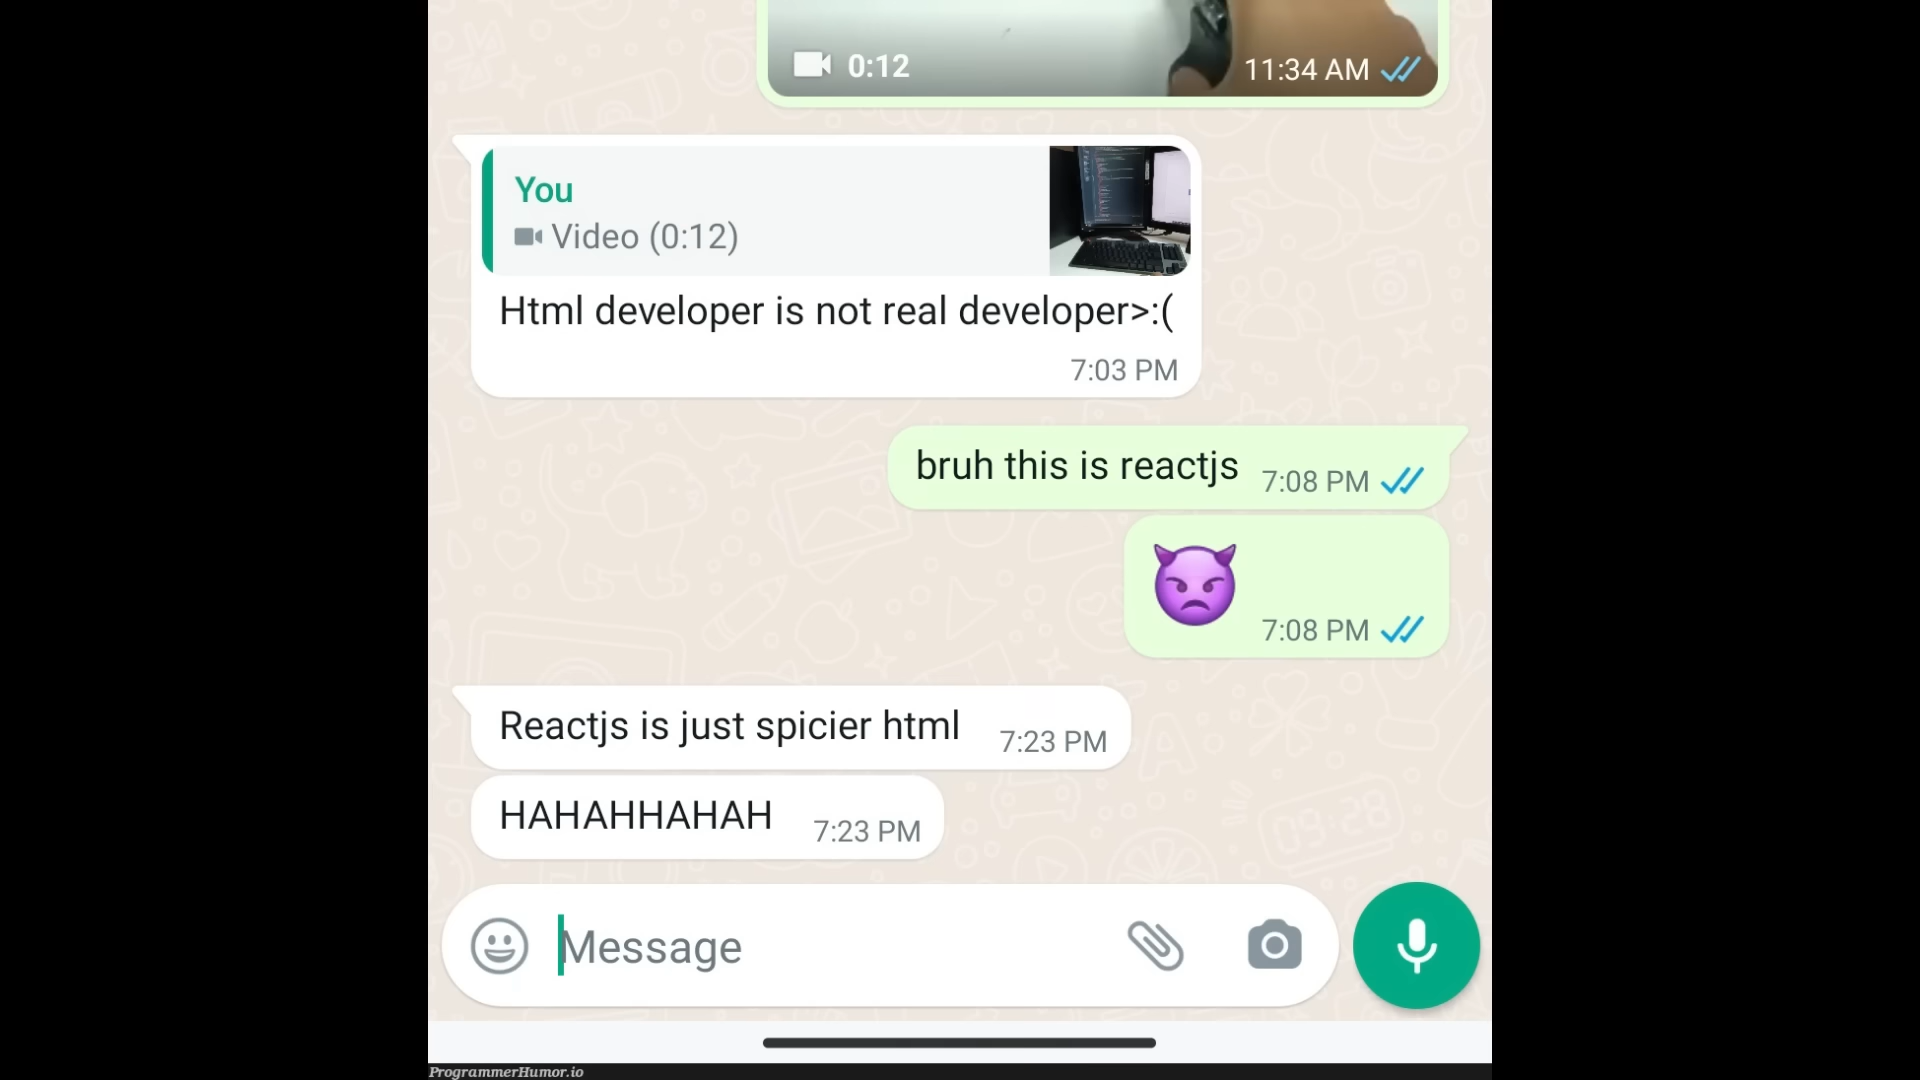 0:12
11:34 AM
You
Video (0:12)
Html developer is not real developer>:(
7:03 PM
bruh this is reactjs 7:08 PM
😈 7:08 PM
Reactjs is just spicier html 7:23 PM
HAHAHHAHAH 7:23 PM
Message
ProgrammerHumor.io